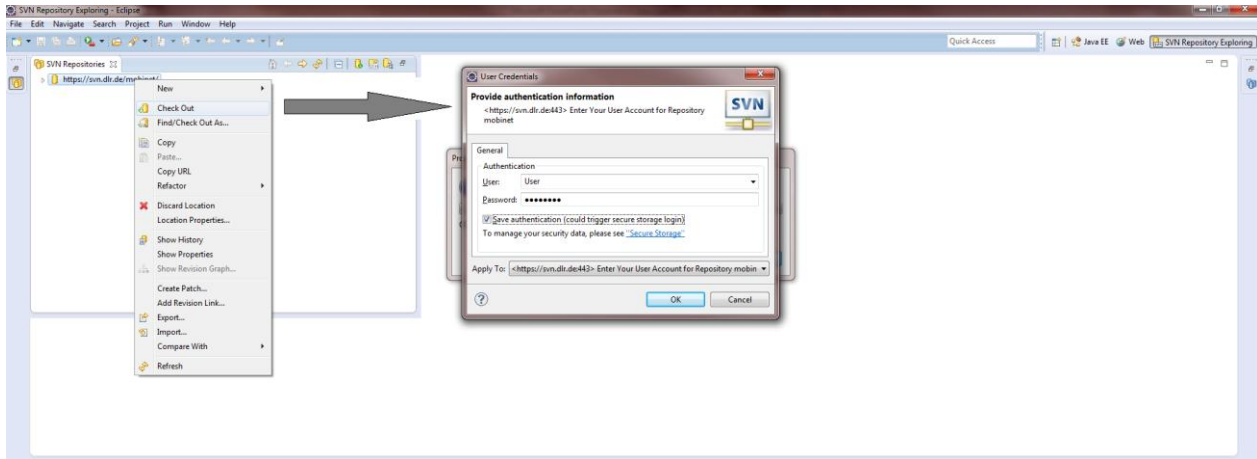 SVN Repository Exploring - Eclipse
File Edit Navigate Search Project Run Window Help
Quick Access
Java EE
Web
SVN Repository Exploring
SVN Repositories
https://svn.dlr.de/mobinet/
New
Check Out
Find/Check Out As...
Copy
Paste...
Copy URL
Refactor
Discard Location
Location Properties...
Show History
Show Properties
Show Revision Graph...
Create Patch...
Add Revision Link...
Export...
Import...
Compare With
Refresh
User Credentials
Provide authentication information
<https://svn.dlr.de:443> Enter Your User Account for Repository
mobinet
SVN
General
Authentication
User: User
Password: ••••••••
Save authentication (could trigger secure storage login)
To manage your security data, please see "Secure Storage"
Apply To: <https://svn.dlr.de:443> Enter Your User Account for Repository mobin
OK Cancel